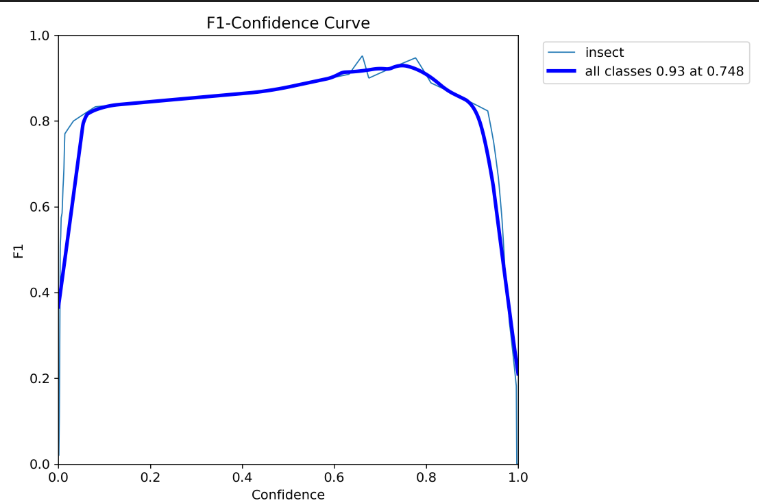 F1-Confidence Curve
insect
all classes 0.93 at 0.748
1.0
0.8
0.6
0.4
0.2
0.0
F1
0.0 0.2 0.4 0.6 0.8 1.0
Confidence